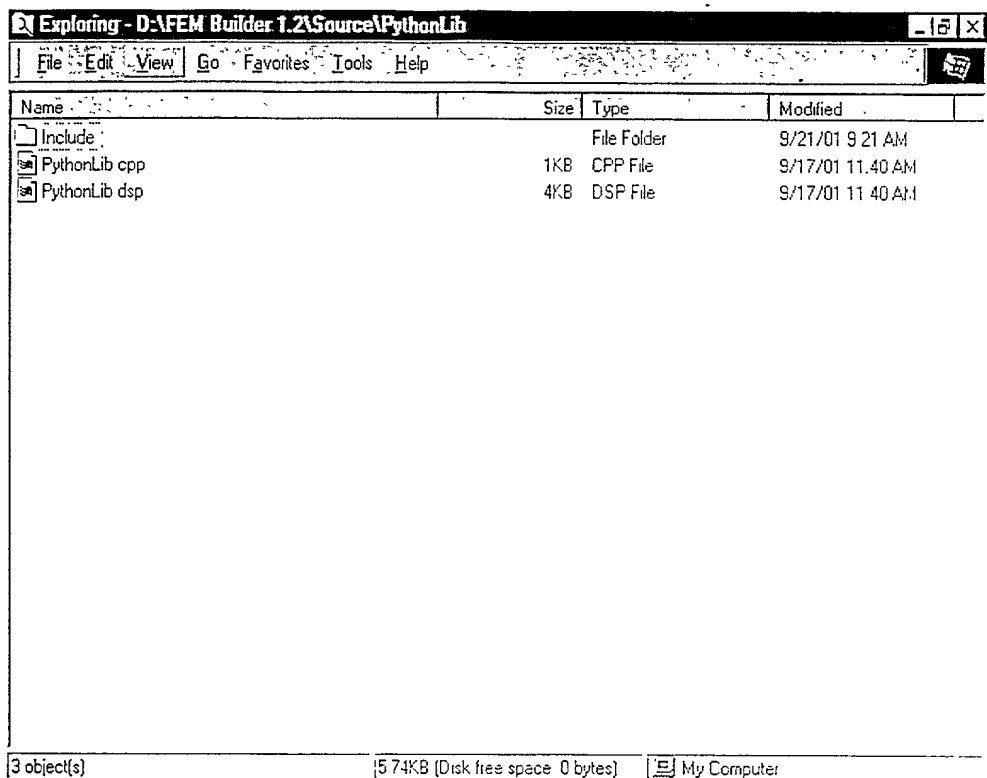 Exploring - D:\FEM Builder 1.2\Source\PythonLib
File Edit View Go Favorites Tools Help
Name Size Type Modified
Include File Folder 9/21/01 9 21 AM
PythonLib cpp 1KB CPP File 9/17/01 11.40 AM
PythonLib dsp 4KB DSP File 9/17/01 11 40 AM
3 object(s) 5 74KB (Disk free space 0 bytes) My Computer